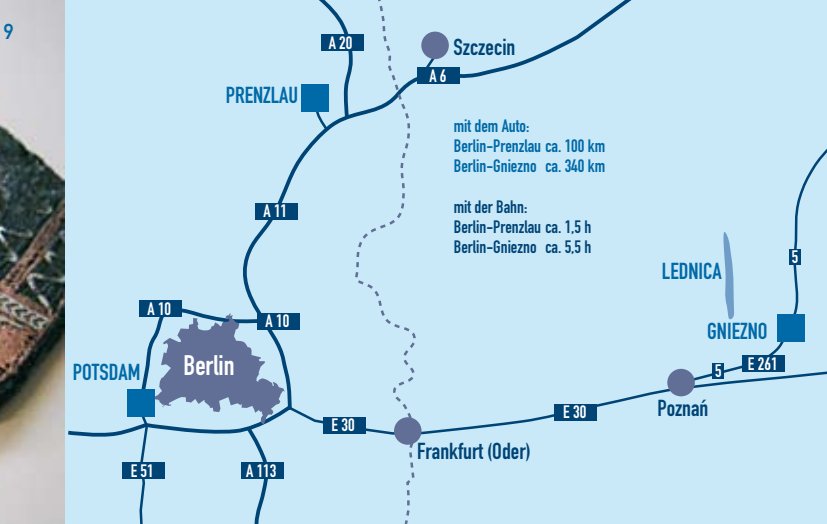 9
A 20
Szczecin
A 6
PRENZLAU
mit dem Auto:
Berlin-Prenzlau ca. 100 km
Berlin-Gniezno ca. 340 km
mit der Bahn:
Berlin-Prenzlau ca. 1,5 h
Berlin-Gniezno ca. 5,5 h
A 11
5
LEDNICA
A 10
A 10
GNIEZNO
POTSDAM
Berlin
5
E 261
Poznań
E 30
E 30
Frankfurt (Oder)
E 51
A 113